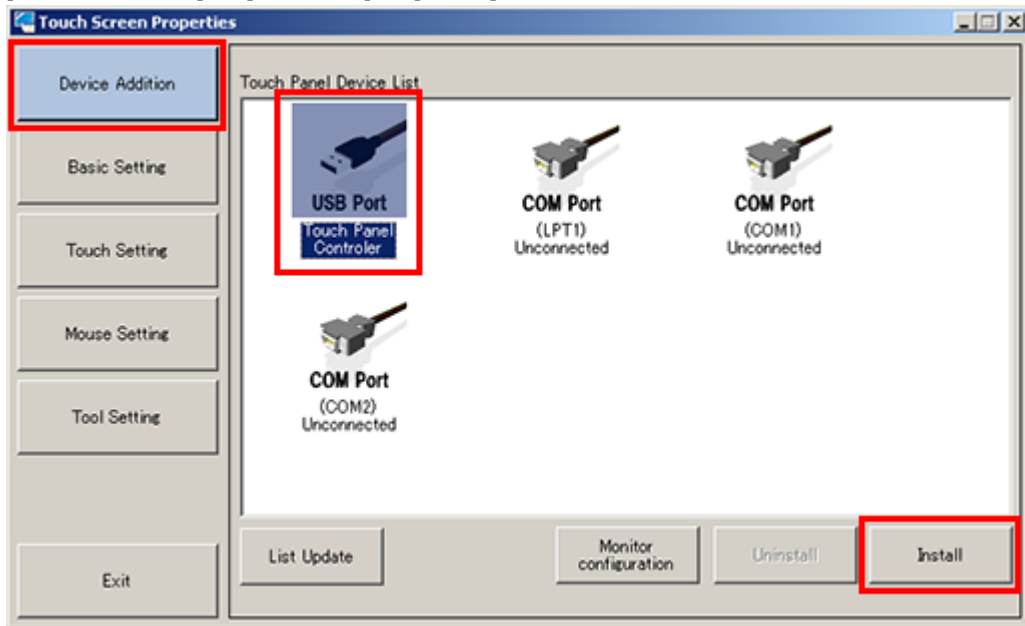 Touch Screen Properties
Device Addition
Basic Setting
Touch Setting
Mouse Setting
Tool Setting
Exit
Touch Panel Device List
USB Port
Touch Panel
Controler
COM Port
(LPT1)
Unconnected
COM Port
(COM1)
Unconnected
COM Port
(COM2)
Unconnected
List Update
Monitor
configuration
Uninstall
Install